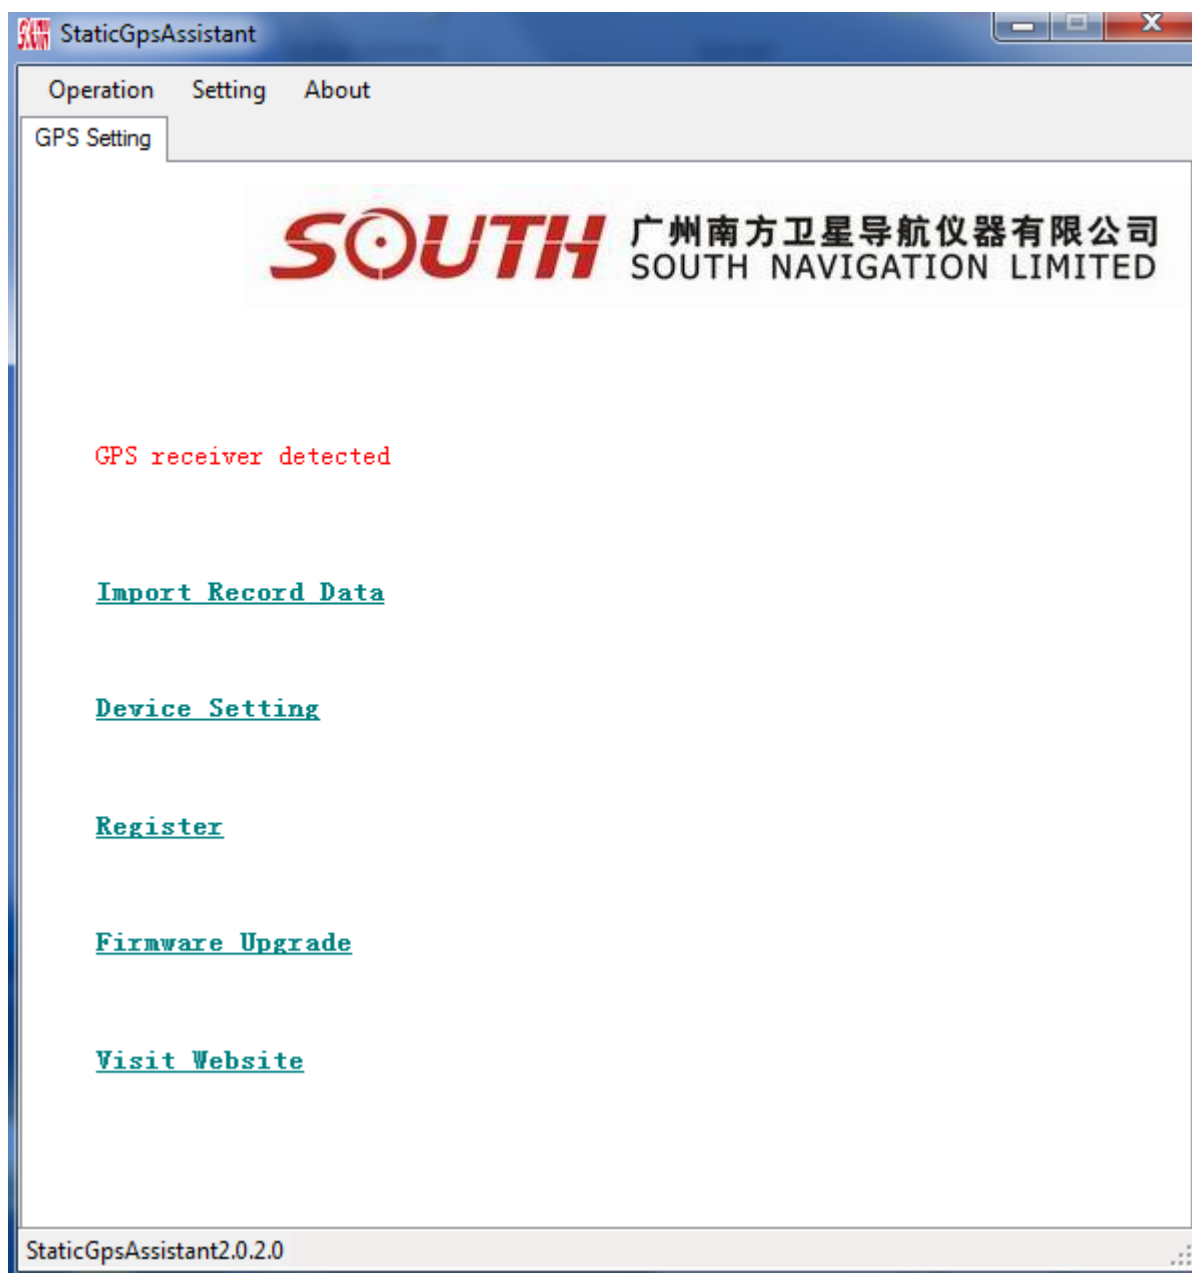 StaticGpsAssistant
Operation Setting About
GPS Setting
SOUTH 广州南方卫星导航仪器有限公司
SOUTH NAVIGATION LIMITED
GPS receiver detected
Import Record Data
Device Setting
Register
Firmware Upgrade
Visit Website
StaticGpsAssistant2.0.2.0